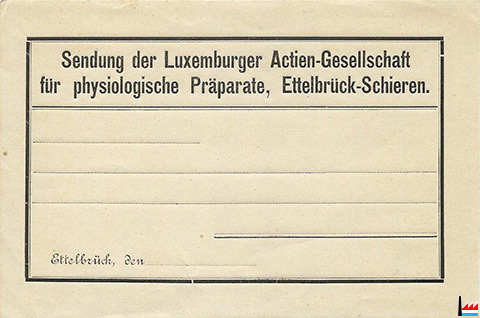 Sendung der Luxemburger Actien-Gesellschaft
für physiologische Präparate, Ettelbrück-Schieren.
Ettelbrück, den